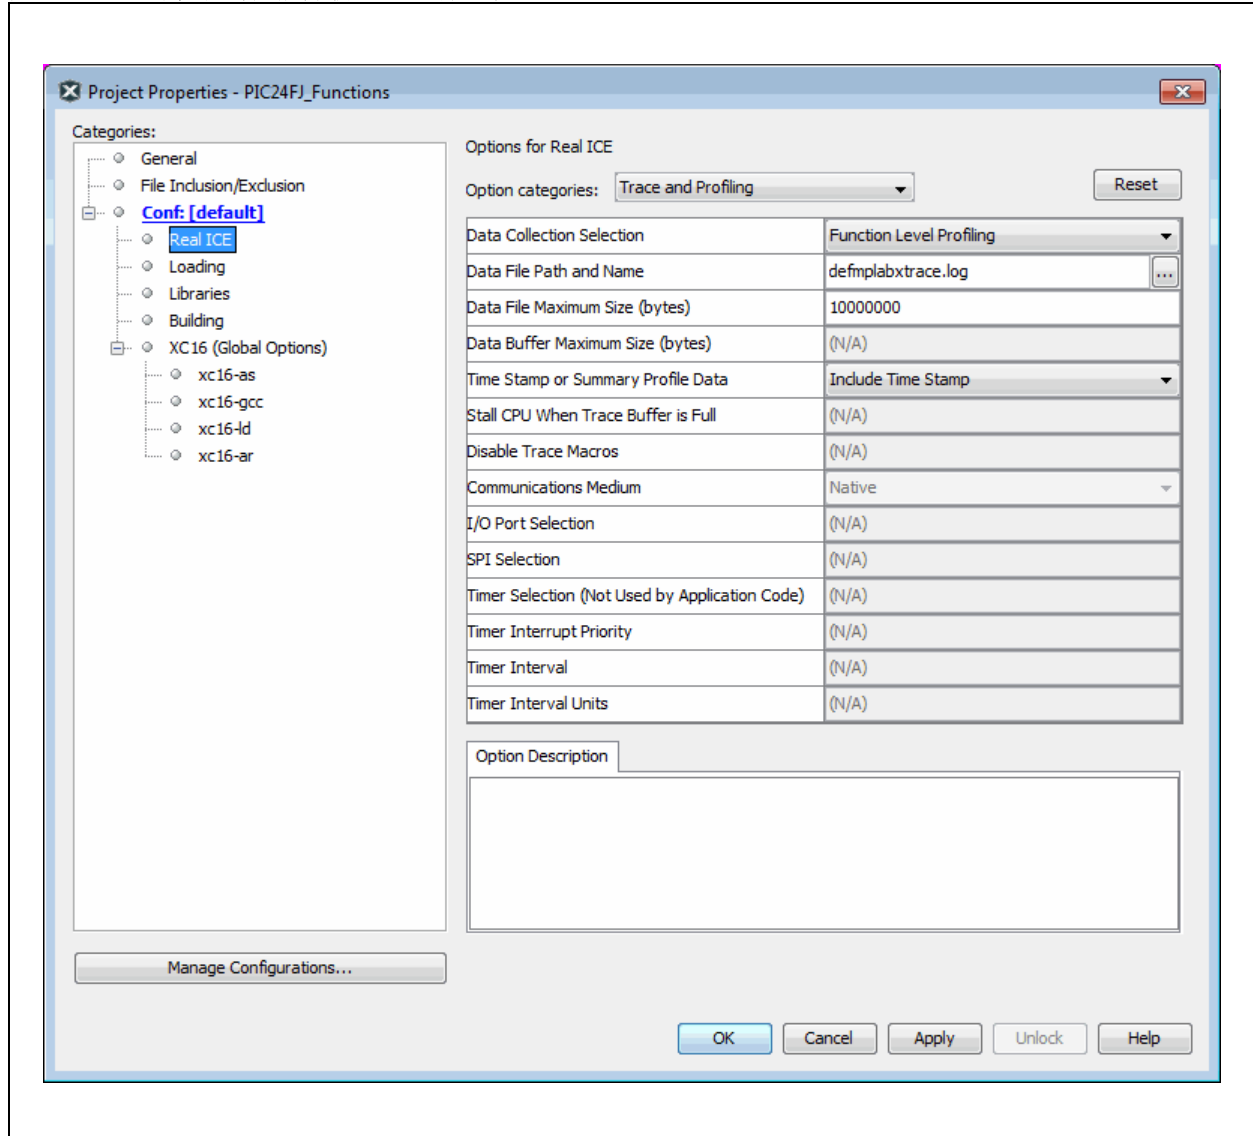 Project Properties - PIC24FJ_Functions
Categories:
General
File Inclusion/Exclusion
Conf: [default]
Real ICE
Loading
Libraries
Building
XC16 (Global Options)
xc16-as
xc16-gcc
xc16-ld
xc16-ar
Manage Configurations...
Options for Real ICE
Option categories: Trace and Profiling Reset
Data Collection Selection Function Level Profiling
Data File Path and Name defmplabxtrace.log ...
Data File Maximum Size (bytes) 10000000
Data Buffer Maximum Size (bytes) (N/A)
Time Stamp or Summary Profile Data Include Time Stamp
Stall CPU When Trace Buffer is Full (N/A)
Disable Trace Macros (N/A)
Communications Medium Native
I/O Port Selection (N/A)
SPI Selection (N/A)
Timer Selection (Not Used by Application Code) (N/A)
Timer Interrupt Priority (N/A)
Timer Interval (N/A)
Timer Interval Units (N/A)
Option Description
OK Cancel Apply Unlock Help